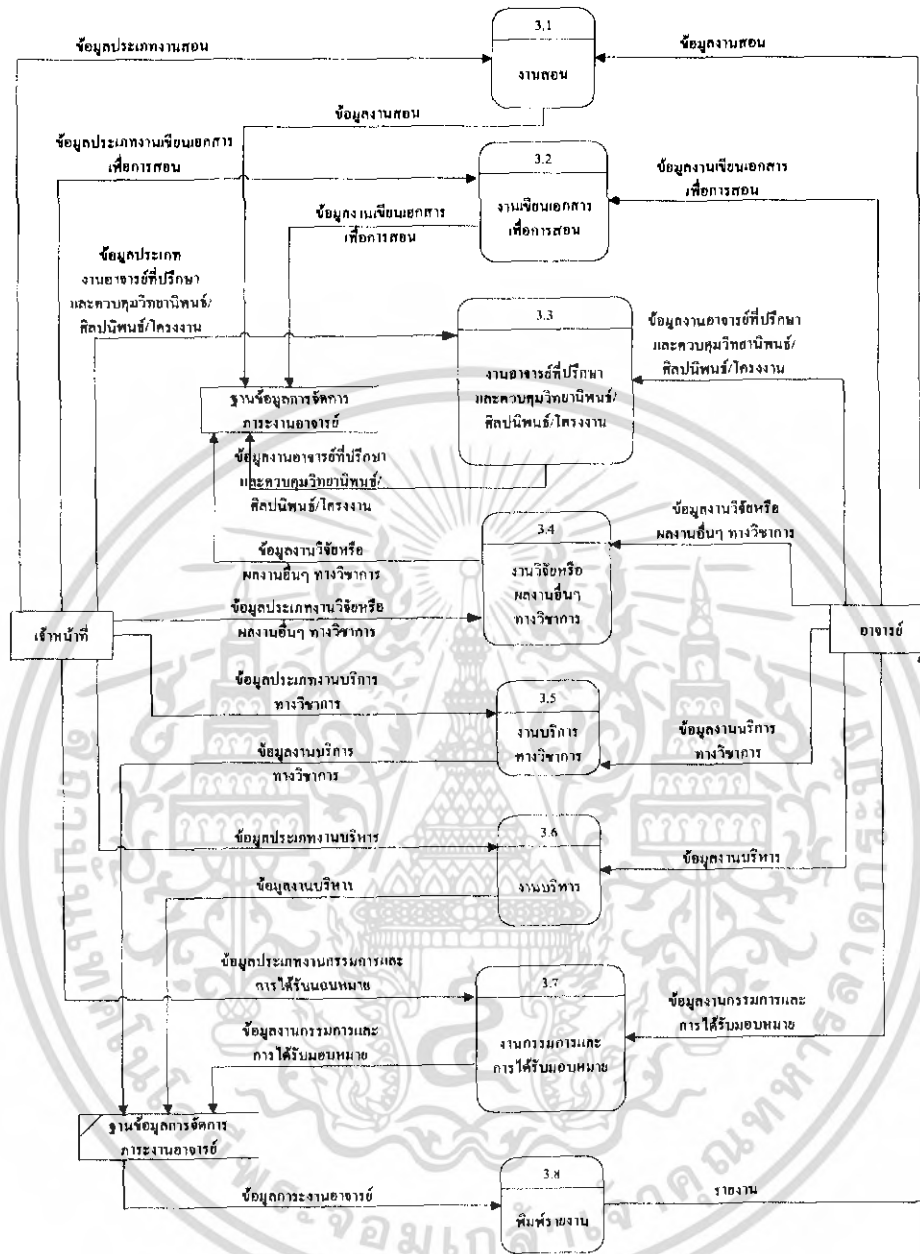 3.1
ข้อมูลประเภทงานสอน
ข้อมูลงานสอน
งานสอน
ข้อมูลงานสอน
ข้อมูลประเภทงานเขียนเอกสาร
เพื่อการสอน
3.2
ข้อมูลงานเขียนเอกสาร
เพื่อการสอน
งานเขียนเอกสาร
เพื่อการสอน
ข้อมูลงานเขียนเอกสาร
เพื่อการสอน
ข้อมูลประเภท
งานอาจารย์ที่ปรึกษา
และควบคุมวิทยานิพนธ์/
ศิลปนิพนธ์/โครงงาน
3.3
ข้อมูลงานอาจารย์ที่ปรึกษา
และควบคุมวิทยานิพนธ์/
ศิลปนิพนธ์/โครงงาน
งานอาจารย์ที่ปรึกษา
และควบคุมวิทยานิพนธ์/
ศิลปนิพนธ์/โครงงาน
ฐานข้อมูลการจัดการ
ภาระงานอาจารย์
ข้อมูลงานอาจารย์ที่ปรึกษา
และควบคุมวิทยานิพนธ์/
ศิลปนิพนธ์/โครงงาน
3.4
ข้อมูลงานวิจัยหรือ
ผลงานอื่นๆ ทางวิชาการ
งานวิจัยหรือ
ผลงานอื่นๆ
ทางวิชาการ
ข้อมูลงานวิจัยหรือ
ผลงานอื่นๆ ทางวิชาการ
ข้อมูลประเภทงานวิจัยหรือ
ผลงานอื่นๆ ทางวิชาการ
เจ้าหน้าที่
อาจารย์
ข้อมูลประเภทงานบริการ
ทางวิชาการ
3.5
งานบริการ
ทางวิชาการ
ข้อมูลงานบริการ
ทางวิชาการ
ข้อมูลงานบริการ
ทางวิชาการ
3.6
ข้อมูลประเภทงานบริหาร
งานบริหาร
ข้อมูลงานบริหาร
ข้อมูลงานบริหาร
ข้อมูลประเภทงานกรรมการและ
การได้รับมอบหมาย
3.7
งานกรรมการและ
การได้รับมอบหมาย
ข้อมูลงานกรรมการและ
การได้รับมอบหมาย
ข้อมูลงานกรรมการและ
การได้รับมอบหมาย
ฐานข้อมูลการจัดการ
ภาระงานอาจารย์
3.8
ข้อมูลภาระงานอาจารย์
พิมพ์รายงาน
รายงาน
สถาบันเทคโนโลยีพระจอมเกล้าเจ้าคุณทหารลาดกระบัง